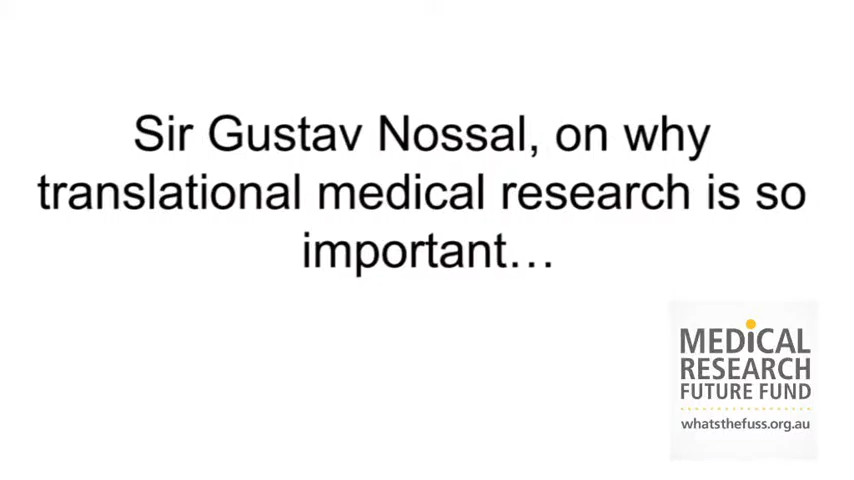 Sir Gustav Nossal, on why
translational medical research is so
important…
MEDiCAL
RESEARCH
FUTURE FUND
whatsthefuss.org.au